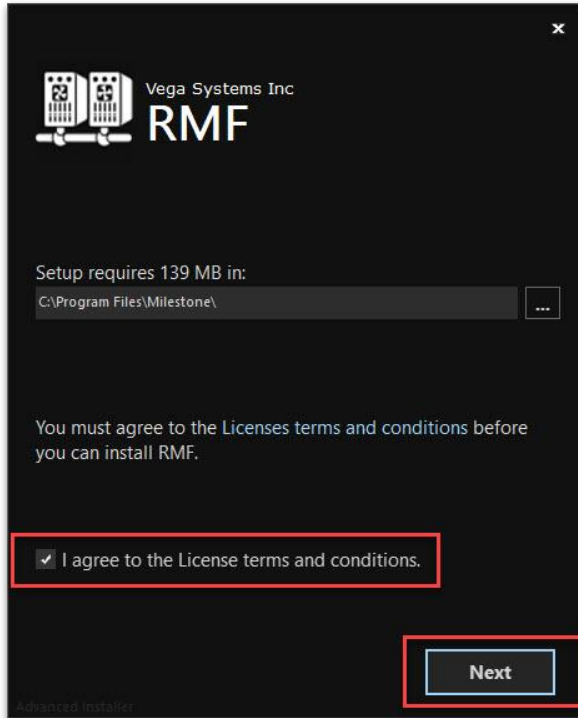 Vega Systems Inc
RMF
Setup requires 139 MB in:
C:\Program Files\Milestone\
...
You must agree to the Licenses terms and conditions before
you can install RMF.
I agree to the License terms and conditions.
Next
Advanced Installer